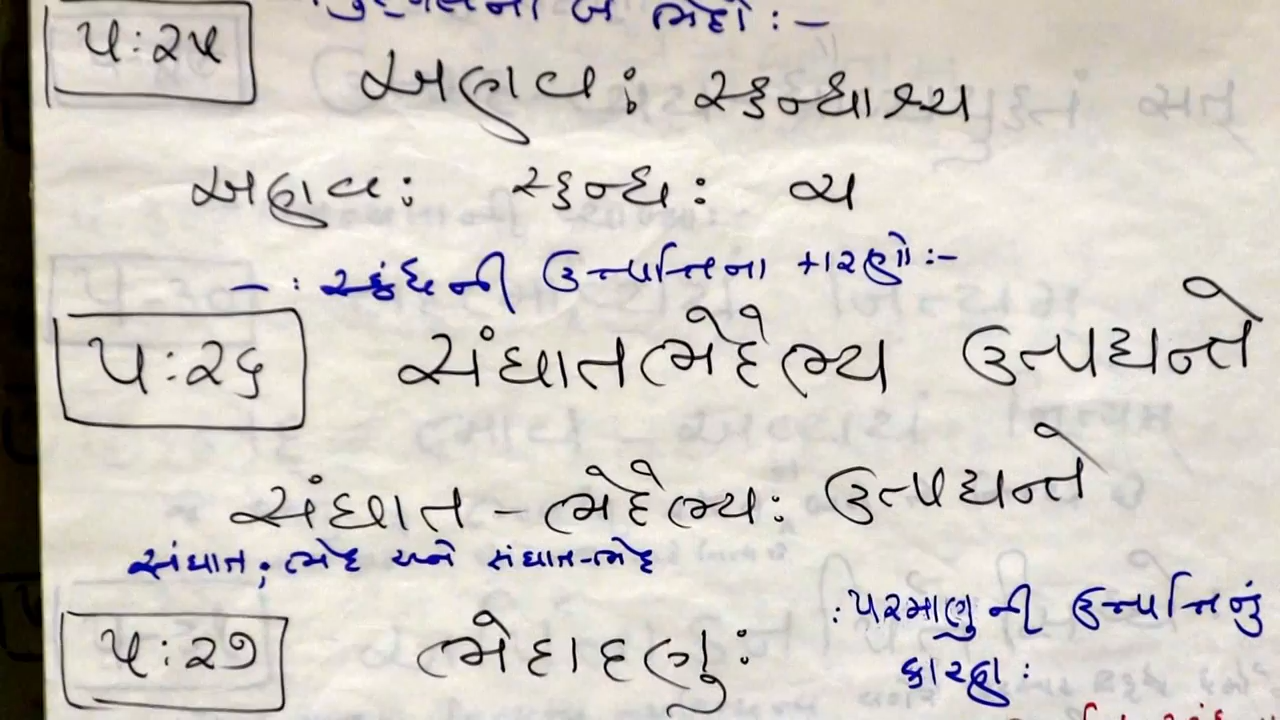 પુદ્ગલના બે ભેદો:-
૫:૨૫ અણવ: સ્કન્ધાશ્ચ
અણવ: સ્કન્ધ: ચ
- : સ્કંધની ઉત્પત્તિના કારણો:-
૫:૨૬ સંઘાતભેદેભ્ય ઉત્પદ્યન્તે
સંઘાત - ભેદેભ્ય: ઉત્પદ્યન્તે
સંઘાત, ભેદ અને સંઘાત-ભેદ
૫:૨૭ ભેદાદણુ: :પરમાણુની ઉત્પત્તિનું
કારણ: